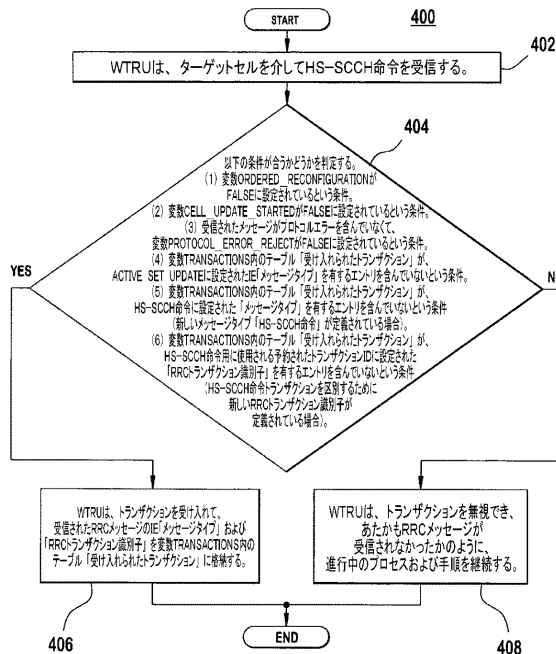 START
400
402
WTRUは、ターゲットセルを介してHS-SCCH命令を受信する。
404
以下の条件が合うかどうかを判定する。
(1) 変数ORDERED_RECONFIGURATIONが
FALSEに設定されているという条件。
(2) 変数CELL_UPDATE_STARTEDがFALSEに設定されているという条件。
(3) 受信されたメッセージがプロトコルエラーを含んでいなくて、
変数PROTOCOL_ERROR_REJECTがFALSEに設定されているという条件。
(4) 変数TRANSACTIONS内のテーブル「受け入れられたトランザクション」が、
ACTIVE SET UPDATEに設定されたIE「メッセージタイプ」を有するエントリを含んでいないという条件。
(5) 変数TRANSACTIONS内のテーブル「受け入れられたトランザクション」が、
HS-SCCH命令に設定された「メッセージタイプ」を有するエントリを含んでいないという条件
(新しいメッセージタイプ「HS-SCCH命令」が定義されている場合)。
(6) 変数TRANSACTIONS内のテーブル「受け入れられたトランザクション」が、
HS-SCCH命令用に使用される予約されたトランザクションIDに設定された
「RRCトランザクション識別子」を有するエントリを含んでいないという条件
(HS-SCCH命令トランザクションを区別するために
新しいRRCトランザクション識別子が
定義されている場合)。
YES
N
WTRUは、トランザクションを受け入れて、
受信されたRRCメッセージのIE「メッセージタイプ」および
「RRCトランザクション識別子」を変数TRANSACTIONS内の
テーブル「受け入れられたトランザクション」に格納する。
406
WTRUは、トランザクションを無視でき、
あたかもRRCメッセージが
受信されなかったかのように、
進行中のプロセスおよび手順を継続する。
408
END